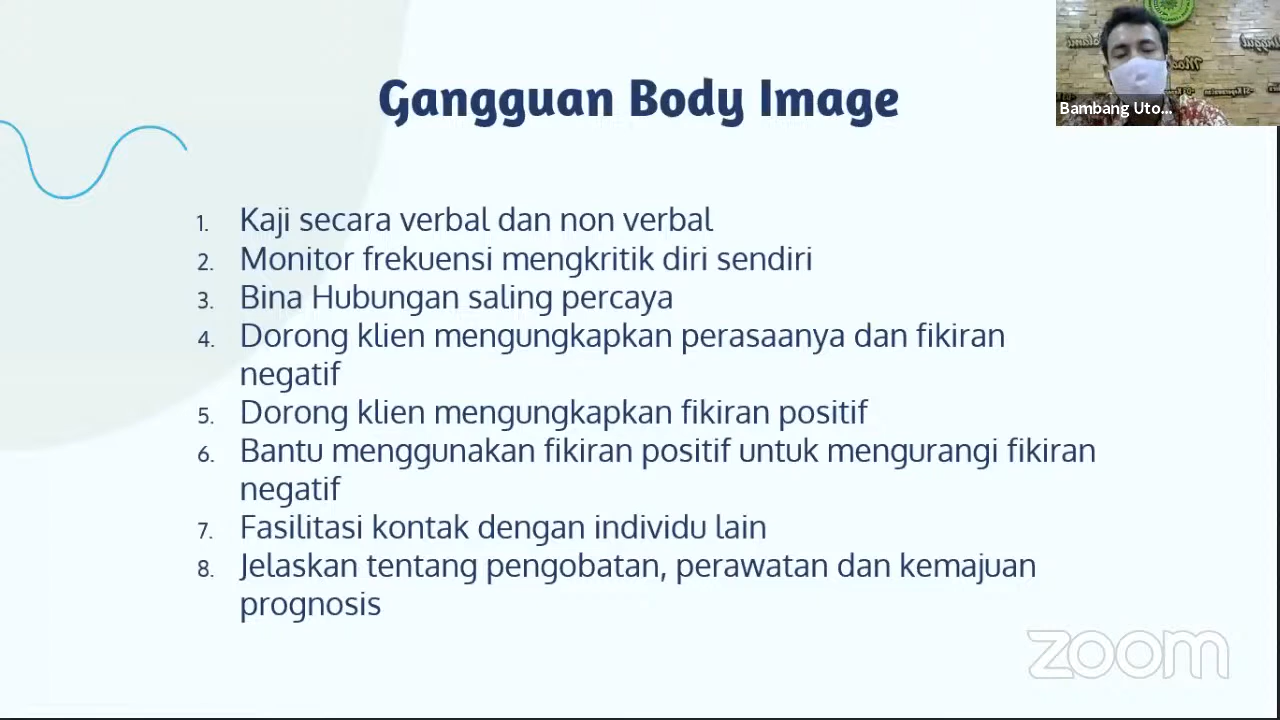 Gangguan Body Image
Bambang Uto...
1. Kaji secara verbal dan non verbal
2. Monitor frekuensi mengkritik diri sendiri
3. Bina Hubungan saling percaya
4. Dorong klien mengungkapkan perasaanya dan fikiran
negatif
5. Dorong klien mengungkapkan fikiran positif
6. Bantu menggunakan fikiran positif untuk mengurangi fikiran
negatif
7. Fasilitasi kontak dengan individu lain
8. Jelaskan tentang pengobatan, perawatan dan kemajuan
prognosis
zoom